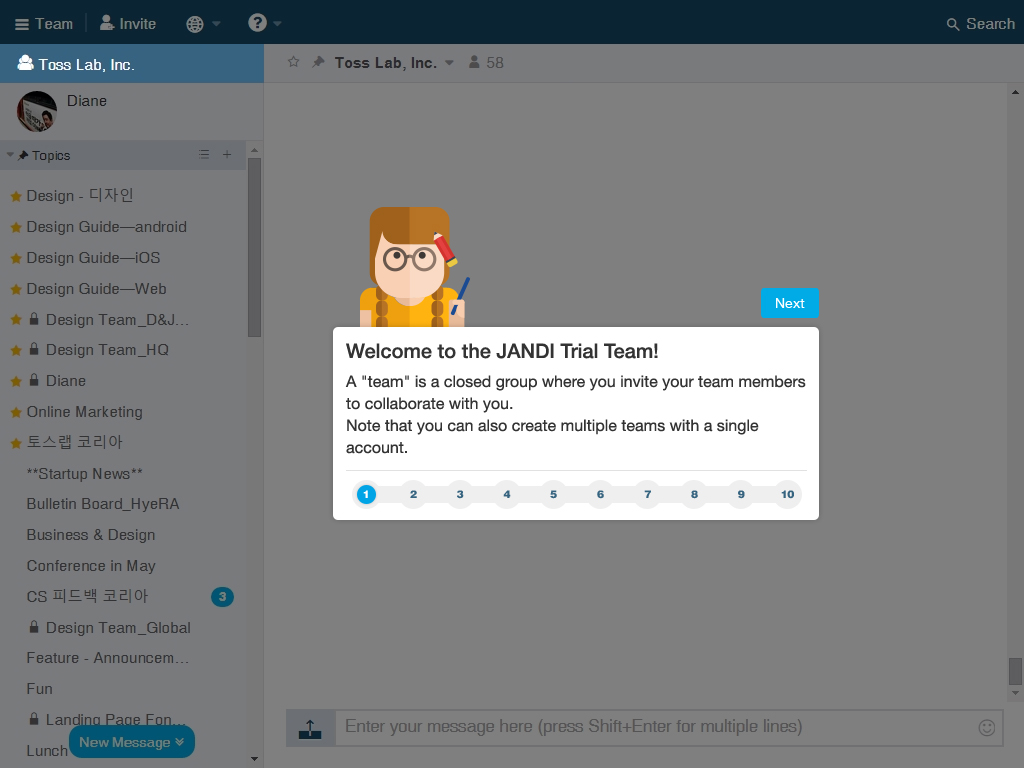 Team
Invite
Search
Toss Lab, Inc.
Toss Lab, Inc.
58
Diane
Topics
Design - 디자인
Design Guide—android
Design Guide—iOS
Design Guide—Web
Design Team_D&J...
Design Team_HQ
Diane
Online Marketing
토스랩 코리아
**Startup News**
Bulletin Board_HyeRA
Business & Design
Conference in May
CS 피드백 코리아
3
Design Team_Global
Feature - Announcem...
Fun
Landing Page Fon...
Lunch
New Message
Next
Welcome to the JANDI Trial Team!
A "team" is a closed group where you invite your team members
to collaborate with you.
Note that you can also create multiple teams with a single
account.
1 2 3 4 5 6 7 8 9 10
Enter your message here (press Shift+Enter for multiple lines)